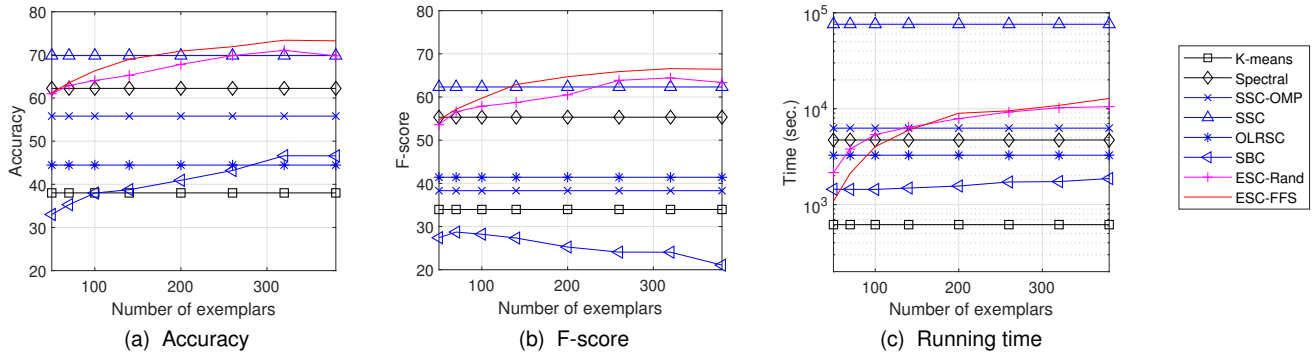 80
70
60
50
40
30
20
Accuracy
100
200
300
Number of exemplars
(a) Accuracy
80
70
60
50
40
30
20
F-score
100
200
300
Number of exemplars
(b) F-score
10^5
10^4
10^3
Time (sec.)
100
200
300
Number of exemplars
(c) Running time
K-means
Spectral
SSC-OMP
SSC
OLRSC
SBC
ESC-Rand
ESC-FFS